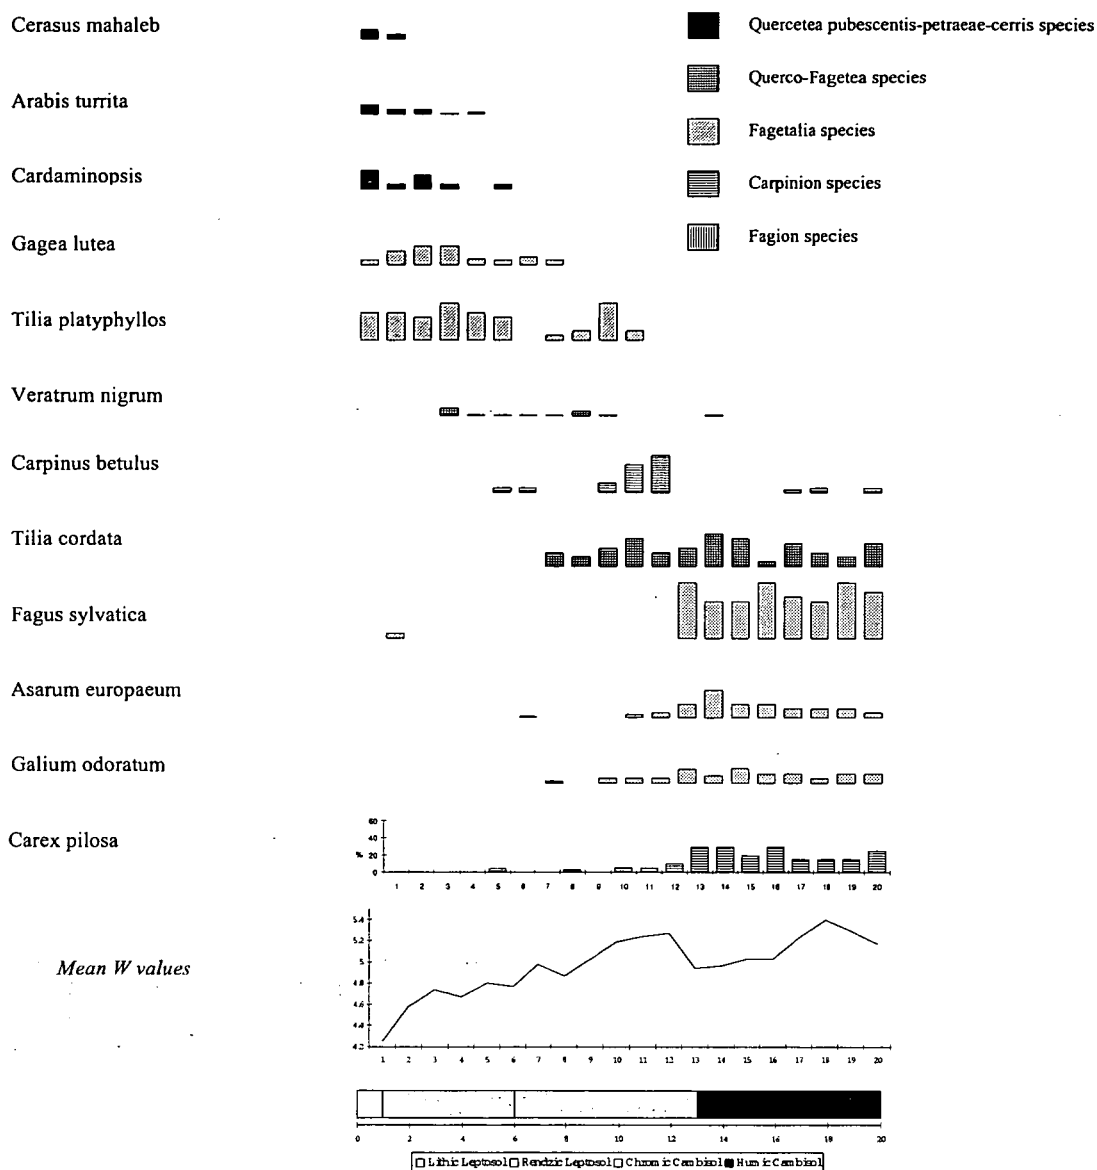 Cerasus mahaleb
Arabis turrita
Cardaminopsis
Gagea lutea
Tilia platyphyllos
Veratrum nigrum
Carpinus betulus
Tilia cordata
Fagus sylvatica
Asarum europaeum
Galium odoratum
Carex pilosa
Quercetea pubescentis-petraeae-cerris species
Querco-Fagetea species
Fagetalia species
Carpinion species
Fagion species
60
40
%
20
0
1 2 3 4 5 6 7 8 9 10 11 12 13 14 15 16 17 18 19 20
Mean W values
5.4
5.2
5
4.8
4.6
4.4
4.2
1 2 3 4 5 6 7 8 9 10 11 12 13 14 15 16 17 18 19 20
0 2 4 6 8 10 12 14 16 18 20
Lithic Leptosol Rendzic Leptosol Chromic Cambisol Humic Cambisol